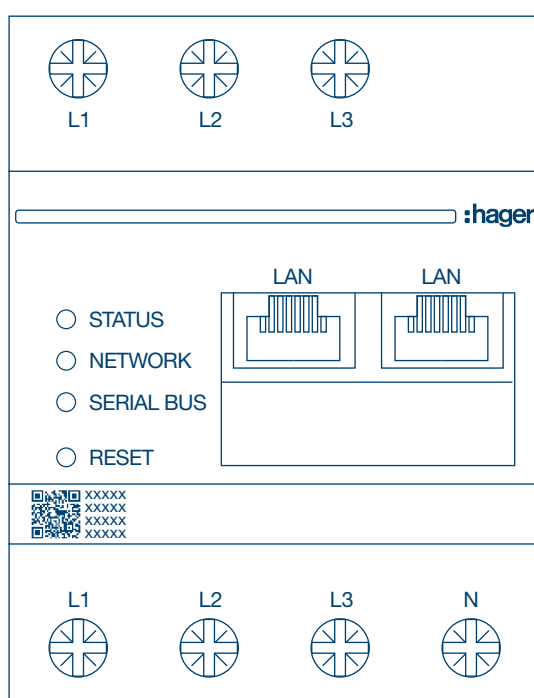 L1 L2 L3
:hager
LAN LAN
STATUS
NETWORK
SERIAL BUS
RESET
XXXXX
XXXXX
XXXXX
XXXXX
L1 L2 L3 N